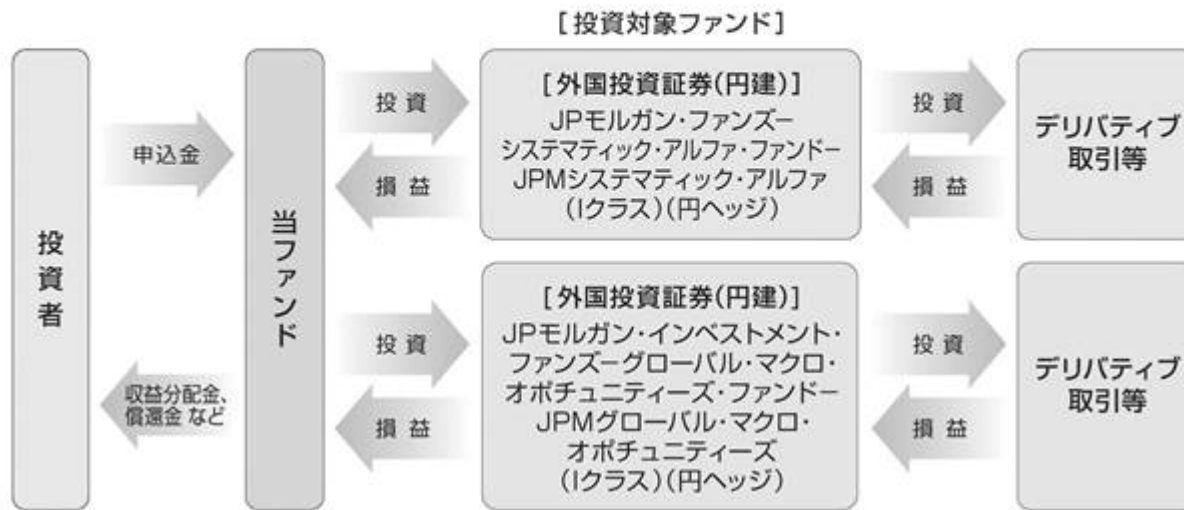 [投資対象ファンド]
投資者
申込金
収益分配金、
償還金 など
当ファンド
投 資
損 益
[外国投資証券(円建)]
JPモルガン・ファンズー
システマティック・アルファ・ファンドー
JPMシステマティック・アルファ
(Iクラス)(円ヘッジ)
投 資
損 益
デリバティブ
取引等
投 資
損 益
[外国投資証券(円建)]
JPモルガン・インベストメント・
ファンズーグローバル・マクロ・
オポチュニティーズ・ファンドー
JPMグローバル・マクロ・
オポチュニティーズ
(Iクラス)(円ヘッジ)
投 資
損 益
デリバティブ
取引等